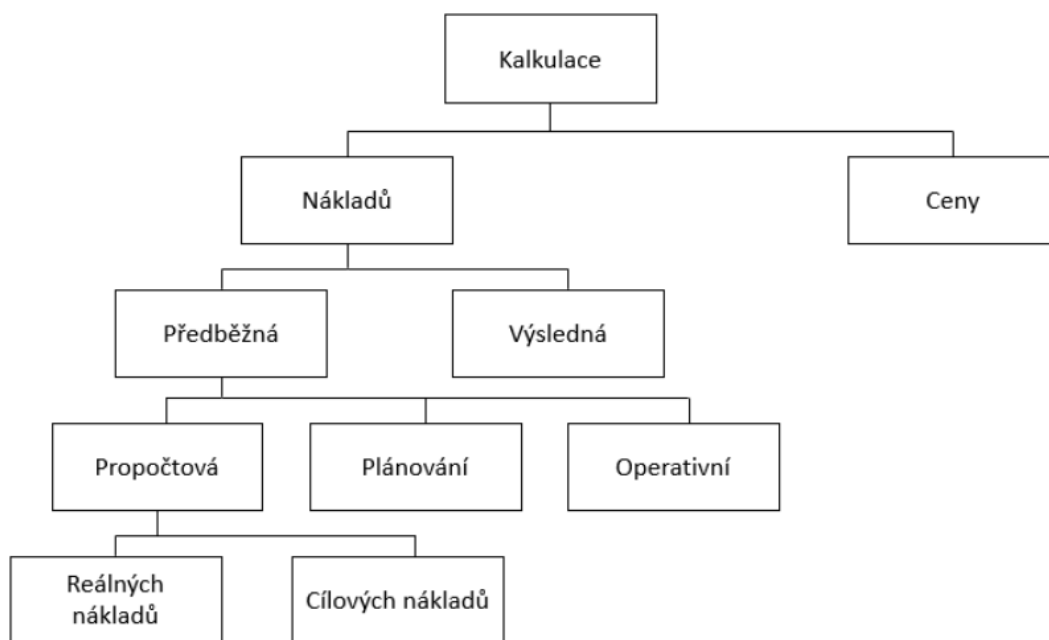 Kalkulace
Nákladů
Ceny
Předběžná
Výsledná
Propočtová
Plánování
Operativní
Reálných
nákladů
Cílových nákladů